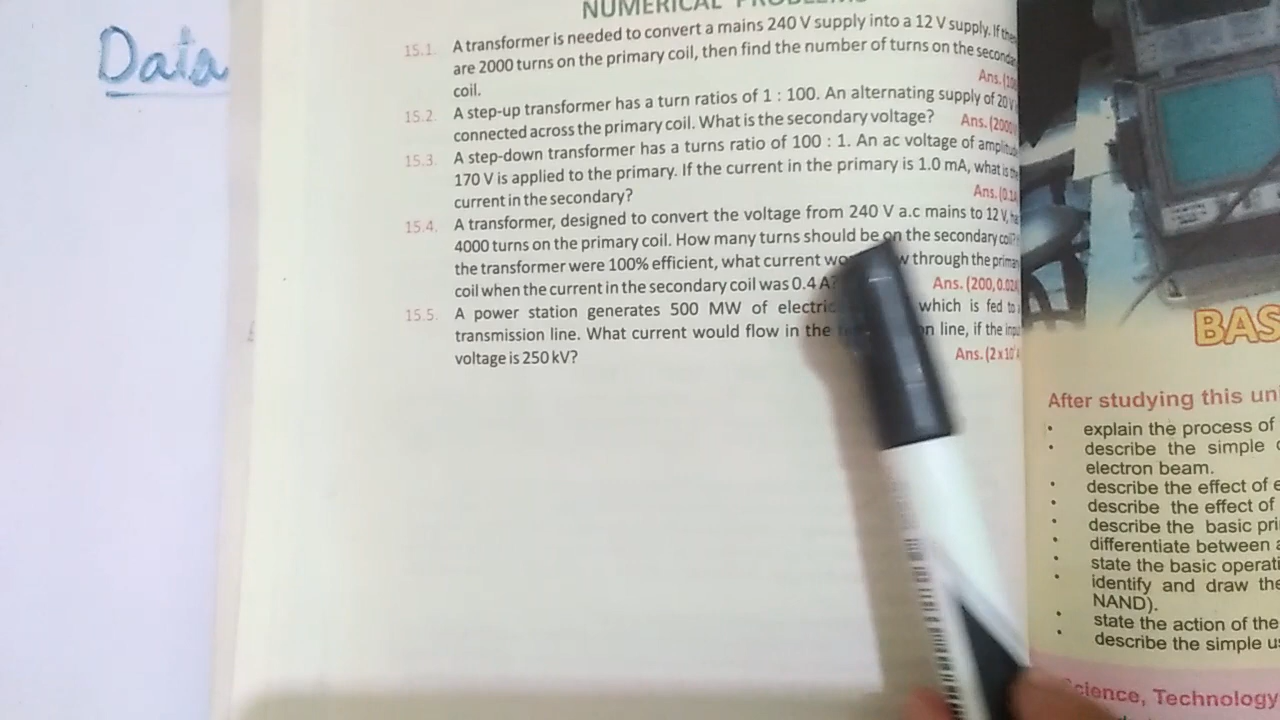 Data
NUMERICAL
15.1. A transformer is needed to convert a mains 240 V supply into a 12 V supply. If
are 2000 turns on the primary coil, then find the number of turns on the
coil.
Ans.
15.2. A step-up transformer has a turn ratios of 1 : 100. An alternating supply of 20
connected across the primary coil. What is the secondary voltage? Ans. (2000
15.3. A step-down transformer has a turns ratio of 100 : 1. An ac voltage of
170 V is applied to the primary. If the current in the primary is 1.0 mA, what is
current in the secondary? Ans. (0.1
15.4. A transformer, designed to convert the voltage from 240 V a.c mains to 12 V,
4000 turns on the primary coil. How many turns should be on the secondary
the transformer were 100% efficient, what current through the
coil when the current in the secondary coil was 0.4 A? Ans. (200, 0.02
15.5. A power station generates 500 MW of which is fed to
transmission line. What current would flow in the line, if the
voltage is 250 kV? Ans. (2x10
BAS
After studying this
• explain the process of
• describe the simple
electron beam.
• describe the effect of
• describe the effect of
• describe the basic
• differentiate between
• state the basic
• identify and draw the
NAND).
• state the action of the
• describe the simple
Science, Technology